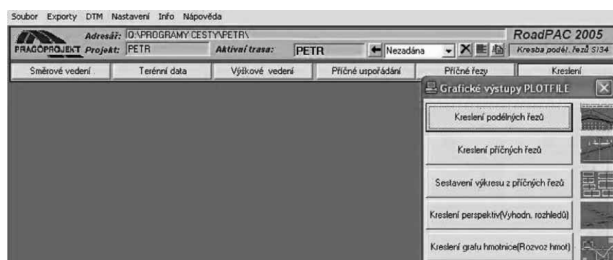 Soubor Exporty DTM Nastavení Info Nápověda
Adresář: Q:\PROGRAMY CESTY\PETR\ RoadPAC 2005
PRAGOPROJEKT Projekt: PETR Aktivní trasa: PETR Nezadána Kresba podél. řezů SI34
Směrové vedení Terénní data Výškové vedení Příčné uspořádání Příčné řezy Kreslení
Grafické výstupy PLOTFILE
Kreslení podélných řezů
Kreslení příčných řezů
Sestavení výkresu z příčných řezů
Kreslení perspektiv(Vyhodn. rozhledů)
Kreslení grafu hmotnice(Rozvoz hmot)